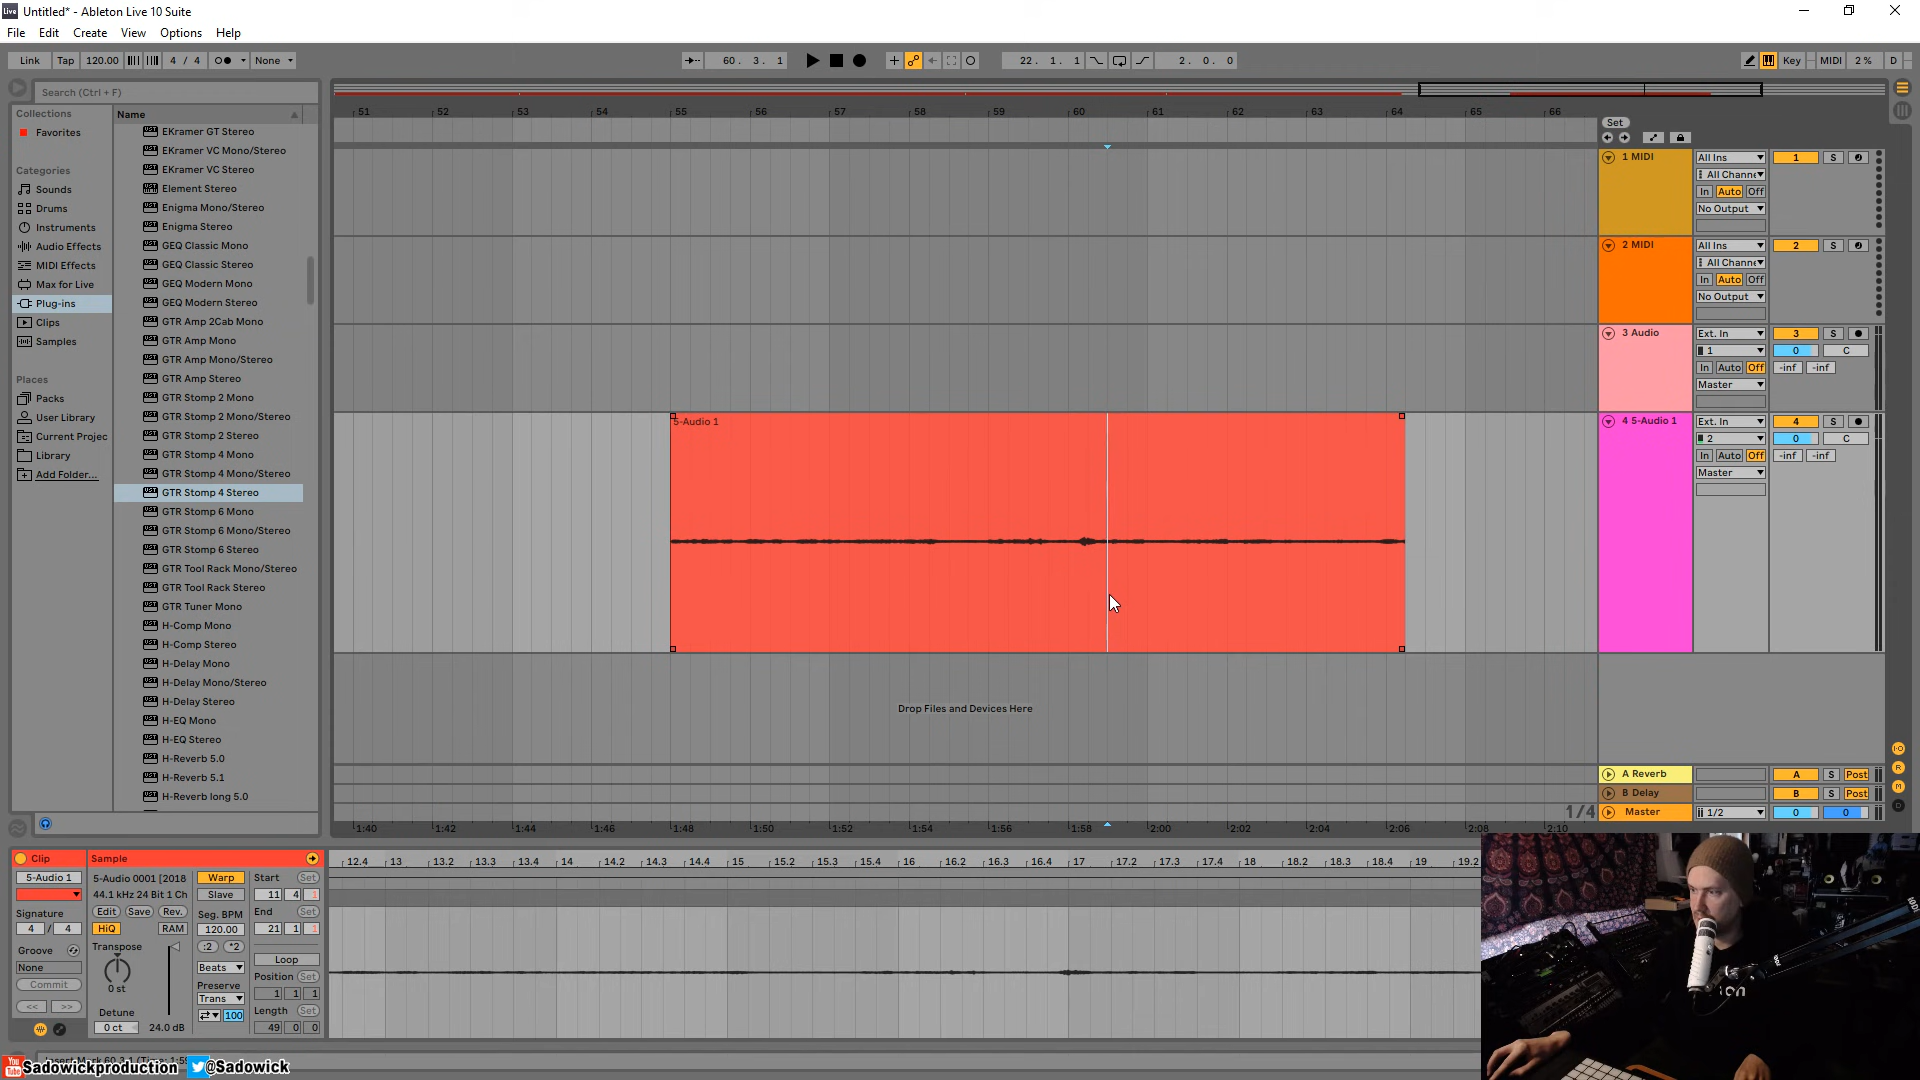 Untitled* - Ableton Live 10 Suite
File Edit Create View Options Help
Link Tap 120.00 4 / 4 None 60 . 3 . 1 22 . 1 . 1 2 . 0 . 0 Key MIDI 2 % D
Search (Ctrl + F)
Collections
Favorites
Categories
Sounds
Drums
Instruments
Audio Effects
MIDI Effects
Max for Live
Plug-ins
Clips
Samples
Places
Packs
User Library
Current Projec
Library
Add Folder...
Name
EKramer GT Stereo
EKramer VC Mono/Stereo
EKramer VC Stereo
Element Stereo
Enigma Mono/Stereo
Enigma Stereo
GEQ Classic Mono
GEQ Classic Stereo
GEQ Modern Mono
GEQ Modern Stereo
GTR Amp 2Cab Mono
GTR Amp Mono
GTR Amp Mono/Stereo
GTR Amp Stereo
GTR Stomp 2 Mono
GTR Stomp 2 Mono/Stereo
GTR Stomp 2 Stereo
GTR Stomp 4 Mono
GTR Stomp 4 Mono/Stereo
GTR Stomp 4 Stereo
GTR Stomp 6 Mono
GTR Stomp 6 Mono/Stereo
GTR Stomp 6 Stereo
GTR Tool Rack Mono/Stereo
GTR Tool Rack Stereo
GTR Tuner Mono
H-Comp Mono
H-Comp Stereo
H-Delay Mono
H-Delay Mono/Stereo
H-Delay Stereo
H-EQ Mono
H-EQ Stereo
H-Reverb 5.0
H-Reverb 5.1
H-Reverb long 5.0
51 52 53 54 55 56 57 58 59 60 61 62 63 64 65 66
Set
5-Audio 1
Drop Files and Devices Here
1/4
1:40 1:42 1:44 1:46 1:48 1:50 1:52 1:54 1:56 1:58 2:00 2:02 2:04 2:06 2:08 2:10
1 MIDI All Ins 1 S
All Channe
In Auto Off
No Output
2 MIDI All Ins 2 S
All Channe
In Auto Off
No Output
3 Audio Ext. In 3 S
1 0 C
In Auto Off -inf -inf
Master
4 5-Audio 1 Ext. In 4 S
2 0 C
In Auto Off -inf -inf
Master
A Reverb A S Post
B Delay B S Post
Master 1/2 0 0
Clip
5-Audio 1
Signature
4 / 4
Groove
None
Commit
<< >>
Sample
5-Audio 0001 [2018
44.1 kHz 24 Bit 1 Ch
Edit Save Rev.
HiQ RAM
Transpose
0 st
Detune
0 ct 24.0 dB
Warp
Slave
Seg. BPM
120.00
:2 *2
Beats
Preserve
Trans
100
Start Set
11 4 1
End Set
21 1 1
Loop
Position Set
1 1 1
Length Set
49 0 0
12.4 13 13.2 13.3 13.4 14 14.2 14.3 14.4 15 15.2 15.3 15.4 16 16.2 16.3 16.4 17 17.2 17.3 17.4 18 18.2 18.3 18.4 19 19.2
You Tube Sadowickproduction @Sadowick